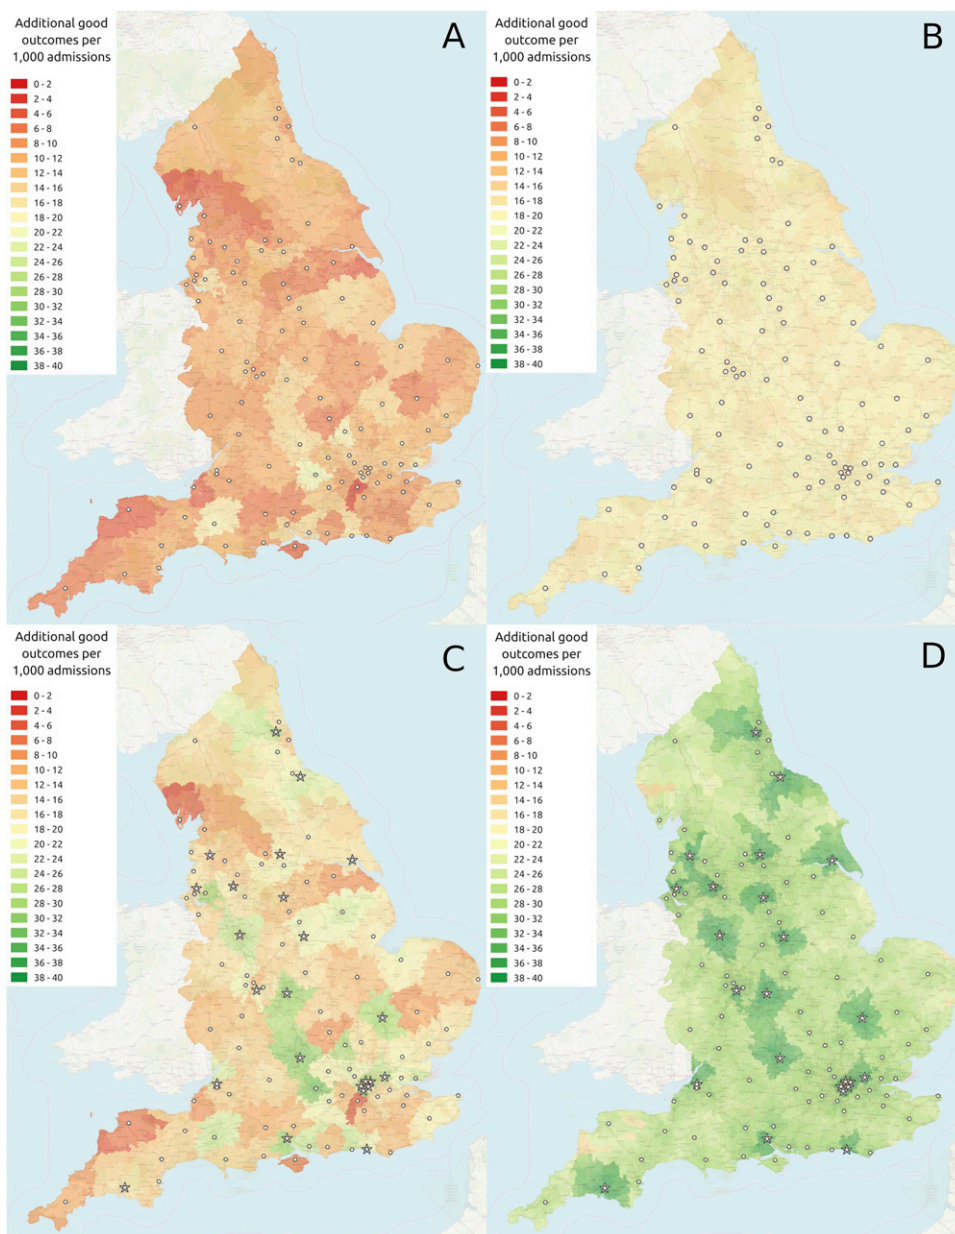 Additional good
outcomes per
1,000 admissions
0 - 2
2 - 4
4 - 6
6 - 8
8 - 10
10 - 12
12 - 14
14 - 16
16 - 18
18 - 20
20 - 22
22 - 24
24 - 26
26 - 28
28 - 30
30 - 32
32 - 34
34 - 36
36 - 38
38 - 40
A
Additional good
outcome per
1,000 admissions
0 - 2
2 - 4
4 - 6
6 - 8
8 - 10
10 - 12
12 - 14
14 - 16
16 - 18
18 - 20
20 - 22
22 - 24
24 - 26
26 - 28
28 - 30
30 - 32
32 - 34
34 - 36
36 - 38
38 - 40
B
Additional good
outcomes per
1,000 admissions
0 - 2
2 - 4
4 - 6
6 - 8
8 - 10
10 - 12
12 - 14
14 - 16
16 - 18
18 - 20
20 - 22
22 - 24
24 - 26
26 - 28
28 - 30
30 - 32
32 - 34
34 - 36
36 - 38
38 - 40
C
Additional good
outcomes per
1,000 admissions
0 - 2
2 - 4
4 - 6
6 - 8
8 - 10
10 - 12
12 - 14
14 - 16
16 - 18
18 - 20
20 - 22
22 - 24
24 - 26
26 - 28
28 - 30
30 - 32
32 - 34
34 - 36
36 - 38
38 - 40
D